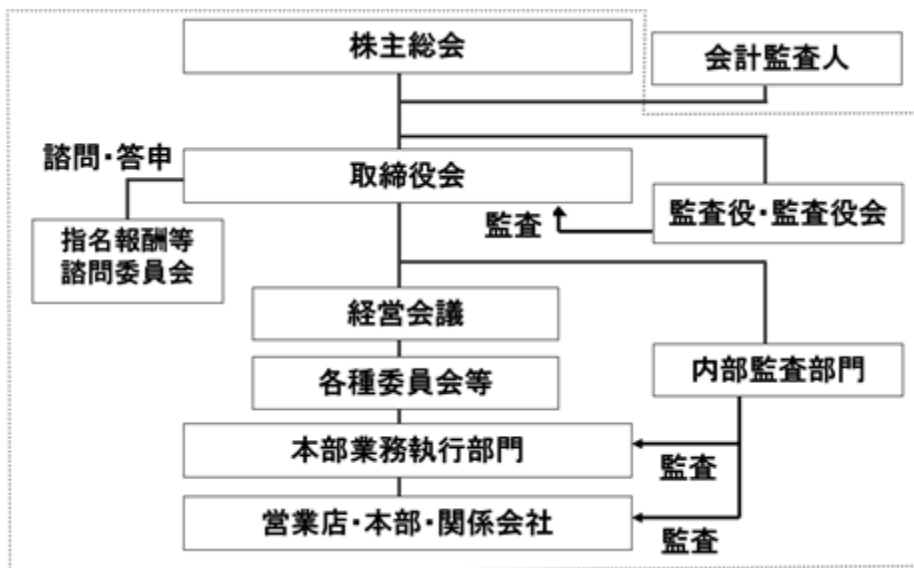 株主総会
会計監査人
諮問・答申
取締役会
監査役・監査役会
監査
指名報酬等
諮問委員会
経営会議
各種委員会等
内部監査部門
本部業務執行部門
監査
営業店・本部・関係会社
監査